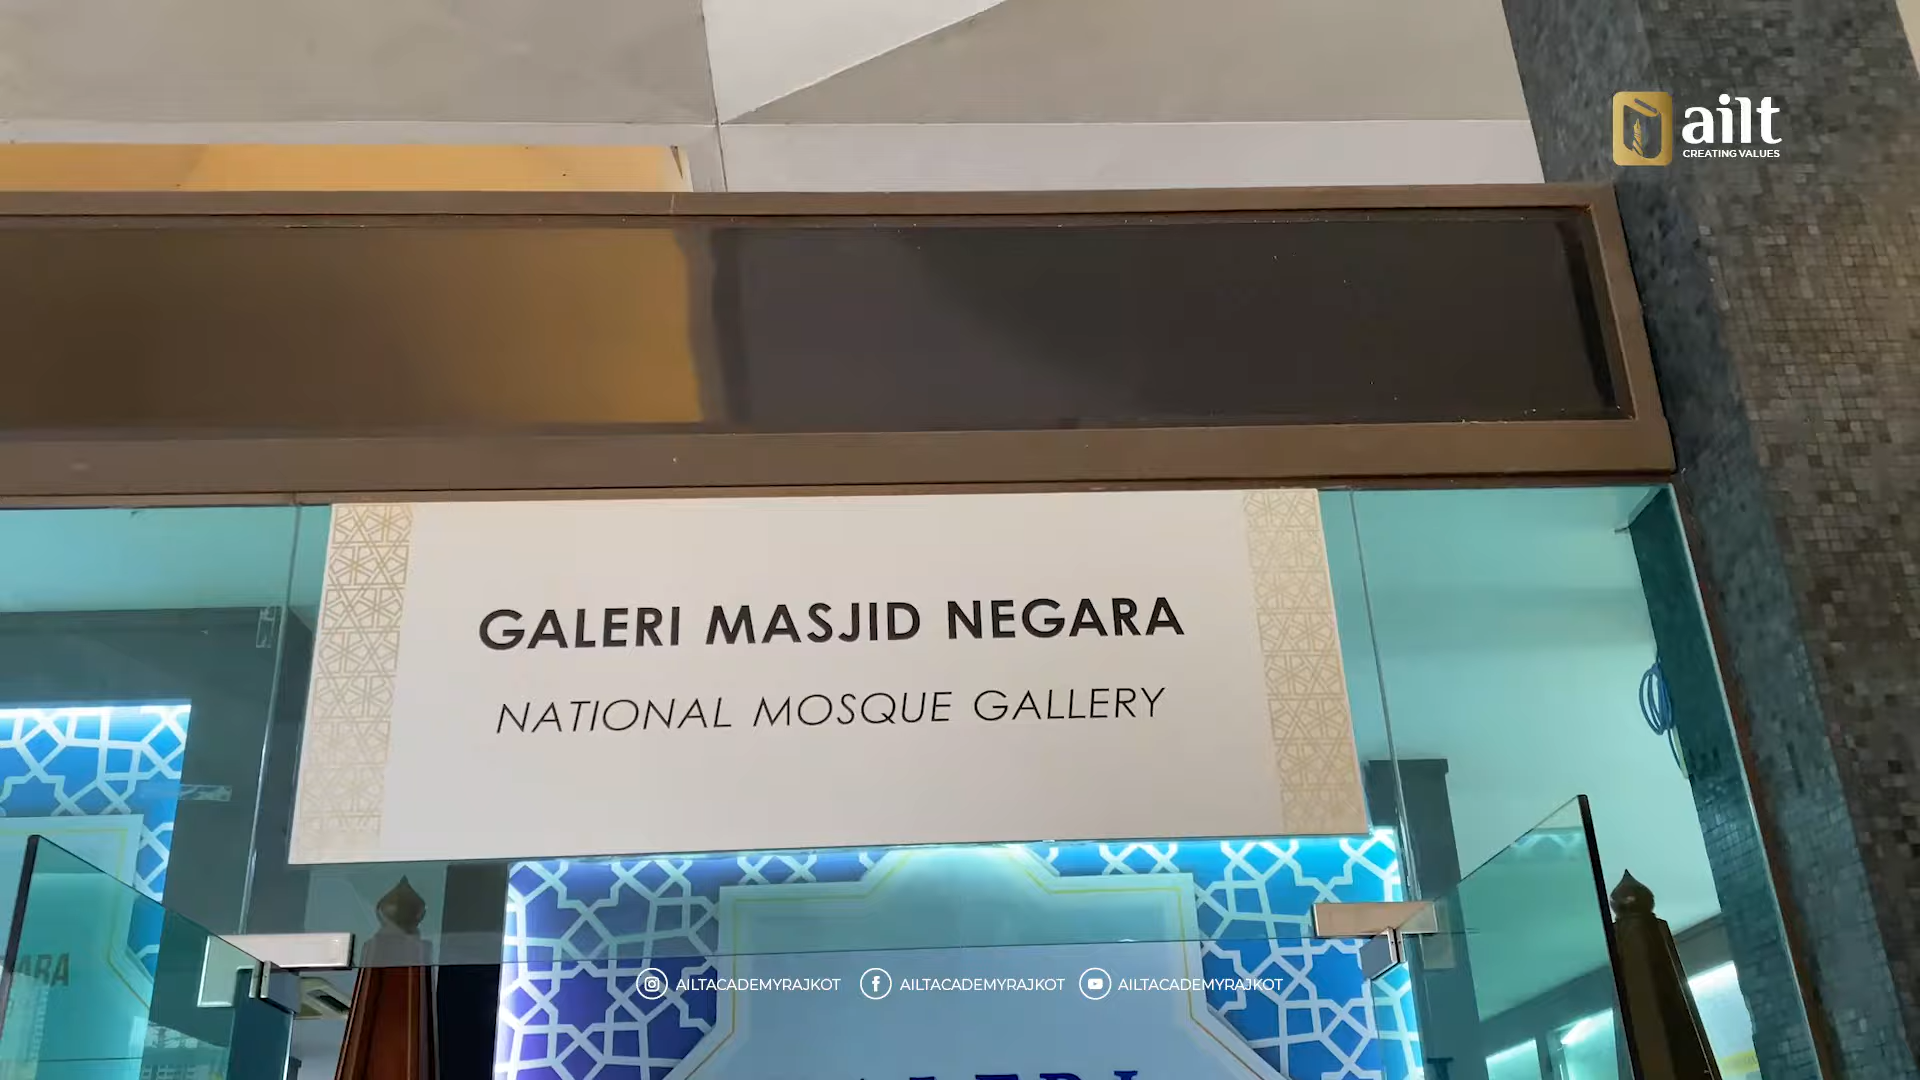 ailt
CREATING VALUES
GALERI MASJID NEGARA
NATIONAL MOSQUE GALLERY
AILTACADEMYRAJKOT AILTACADEMYRAJKOT AILTACADEMYRAJKOT